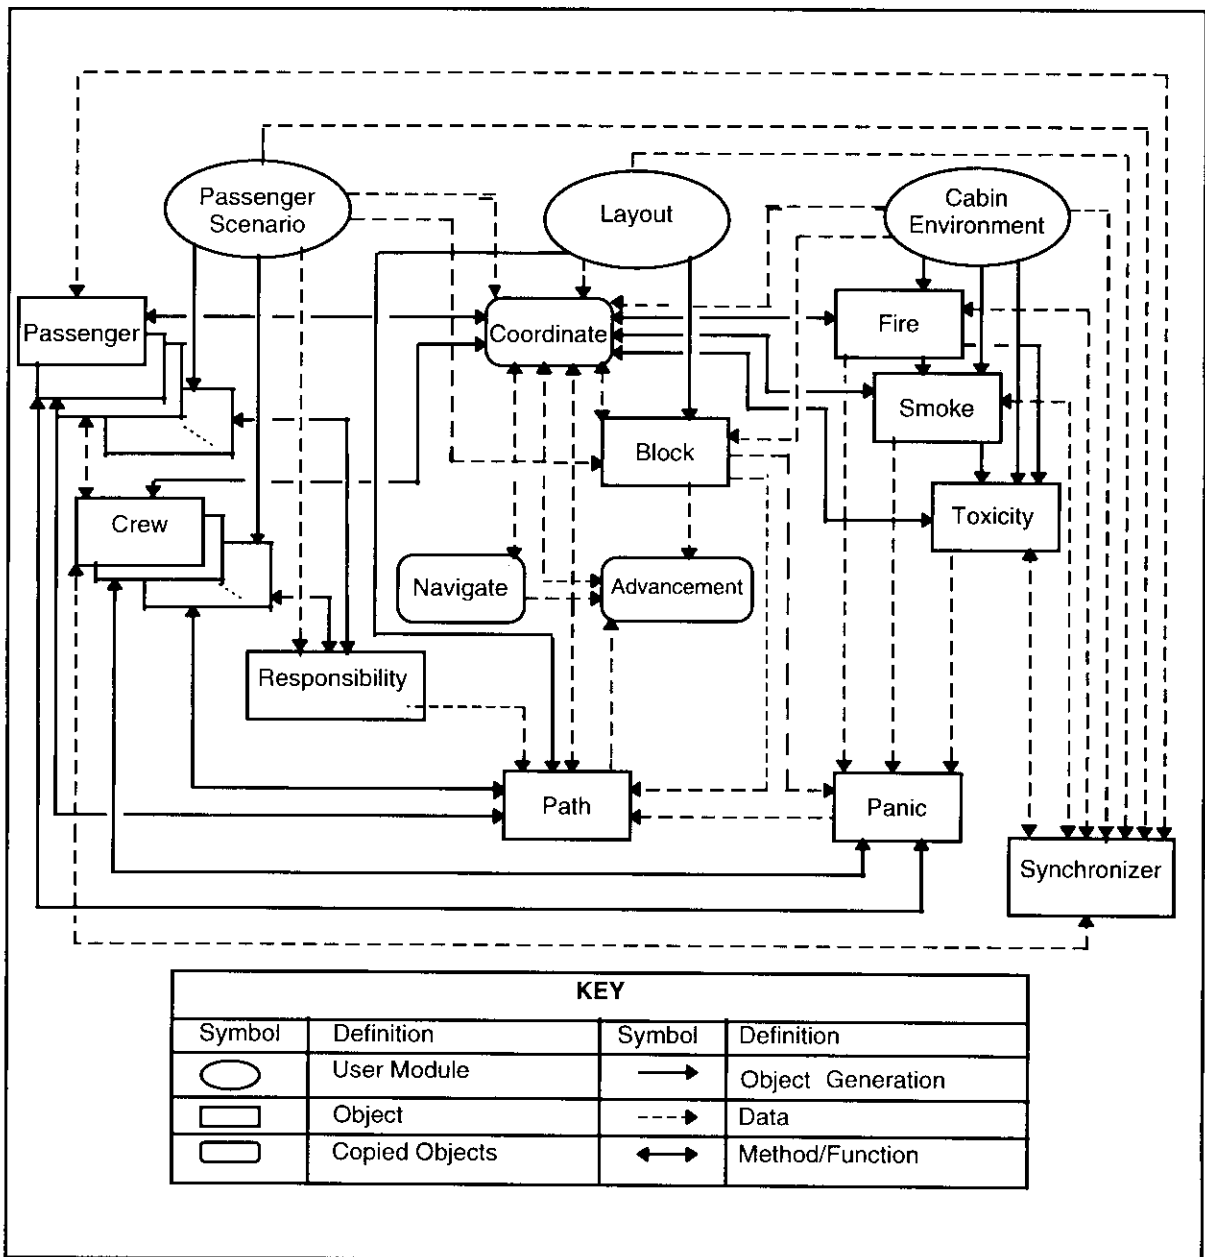 Passenger
Scenario
Layout
Cabin
Environment
Passenger
Coordinate
Fire
Smoke
Block
Crew
Toxicity
Navigate
Advancement
Responsibility
Path
Panic
Synchronizer
KEY
Symbol Definition Symbol Definition
User Module Object Generation
Object Data
Copied Objects Method/Function